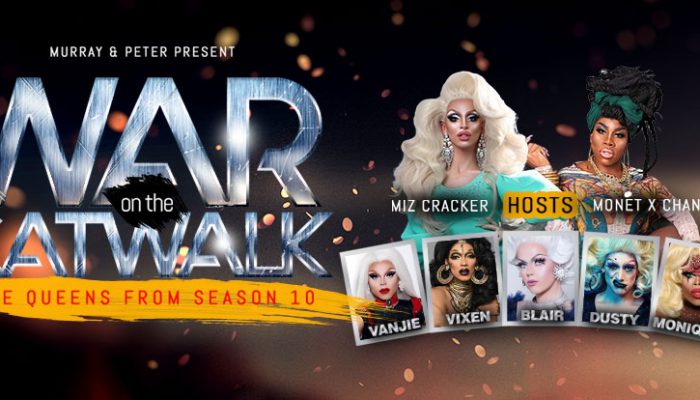 MURRAY & PETER PRESENT
WAR
on the
CATWALK
E QUEENS FROM SEASON 10
MIZ CRACKER
HOSTS
MONÉT X CHAN
VANJIE
VIXEN
BLAIR
DUSTY
MONIQ